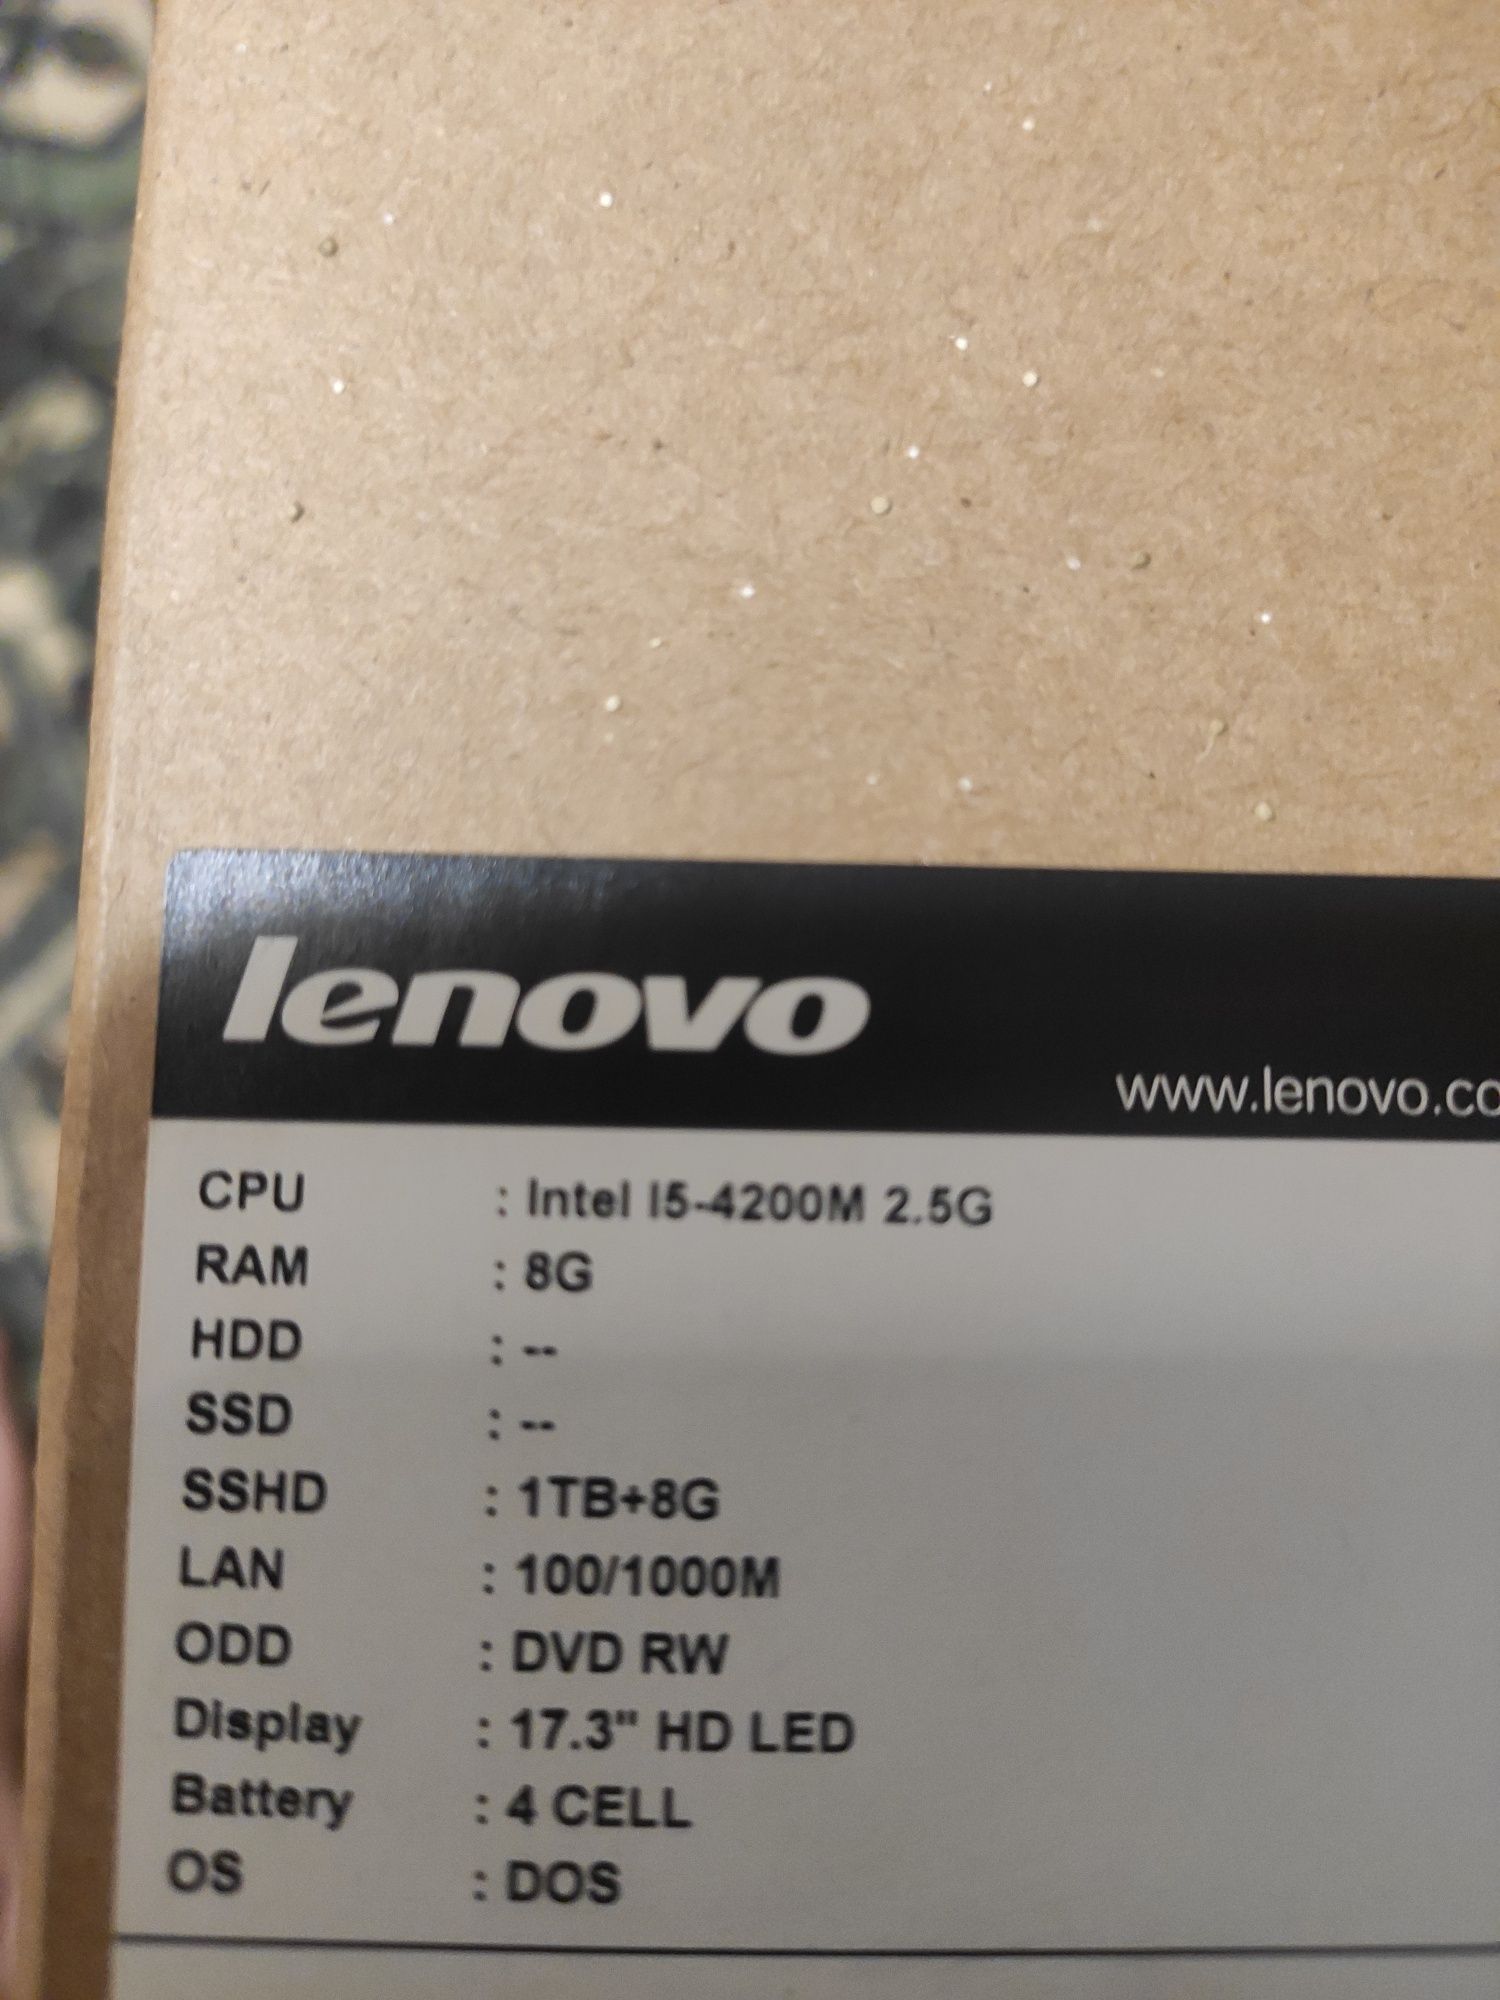 lenovo
www.lenovo.co
CPU : Intel I5-4200M 2.5G
RAM : 8G
HDD : --
SSD : --
SSHD : 1TB+8G
LAN : 100/1000M
ODD : DVD RW
Display : 17.3" HD LED
Battery : 4 CELL
OS : DOS